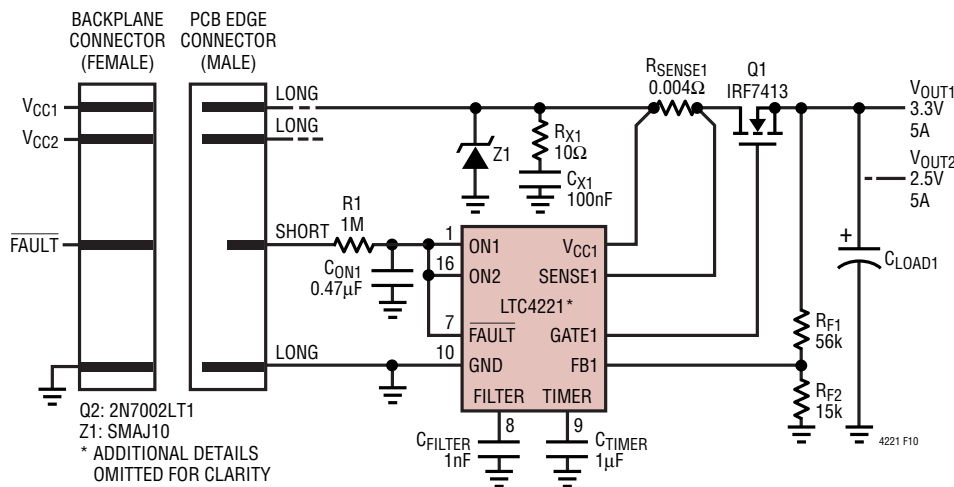 BACKPLANE
CONNECTOR
(FEMALE)
PCB EDGE
CONNECTOR
(MALE)
VCC1
VCC2
FAULT
LONG
LONG
SHORT
LONG
R1
1M
CON1
0.47µF
Z1
RX1
10Ω
CX1
100nF
RSENSE1
0.004Ω
Q1
IRF7413
VOUT1
3.3V
5A
VOUT2
2.5V
5A
CLOAD1
+
1
ON1
16
ON2
7
FAULT
10
GND
LTC4221*
VCC1
SENSE1
GATE1
FB1
FILTER
TIMER
8
9
CFILTER
1nF
CTIMER
1µF
RF1
56k
RF2
15k
Q2: 2N7002LT1
Z1: SMAJ10
* ADDITIONAL DETAILS
OMITTED FOR CLARITY
4221 F10